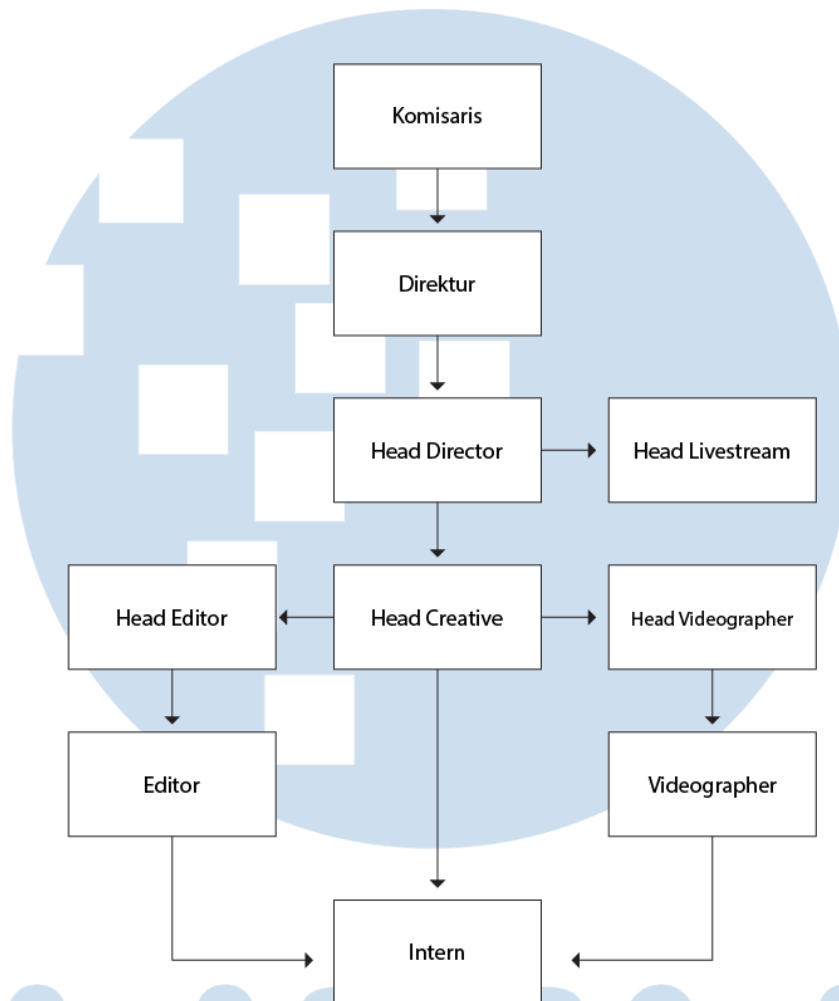 Komisaris
Direktur
Head Director
Head Livestream
Head Editor
Head Creative
Head Videographer
Editor
Videographer
Intern